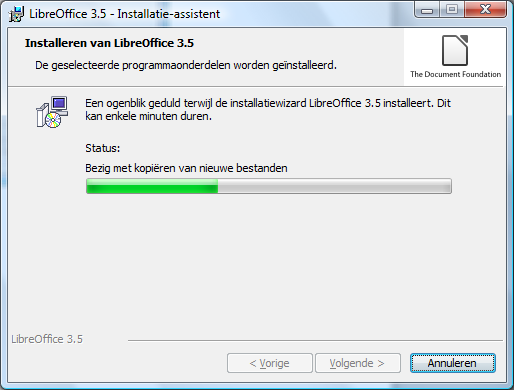 LibreOffice 3.5 - Installatie-assistent
Installeren van LibreOffice 3.5
De geselecteerde programmaonderdelen worden geïnstalleerd.
The Document Foundation
Een ogenblik geduld terwijl de installatiewizard LibreOffice 3.5 installeert. Dit
kan enkele minuten duren.
Status:
Bezig met kopiëren van nieuwe bestanden
LibreOffice 3.5
< Vorige
Volgende >
Annuleren